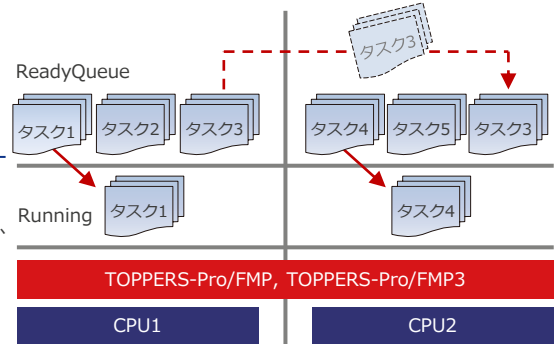 タスク3
ReadyQueue
タスク1 タスク2 タスク3 タスク4 タスク5 タスク3
Running タスク1 タスク4
、
TOPPERS-Pro/FMP, TOPPERS-Pro/FMP3
CPU1 CPU2